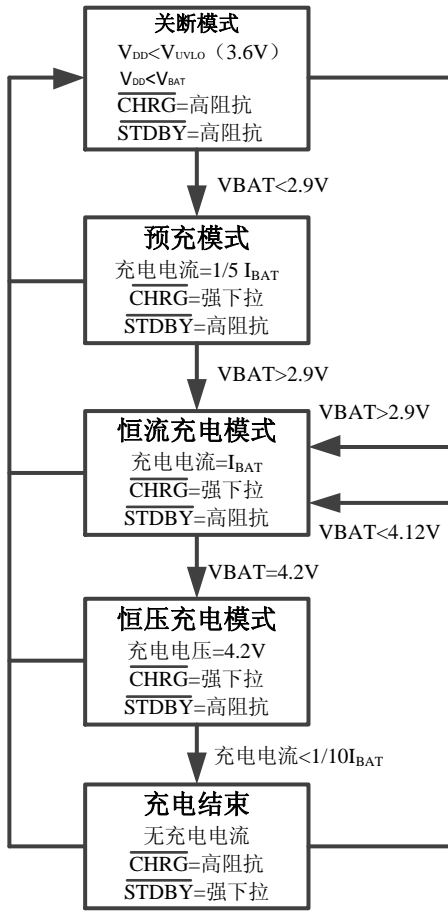 关断模式
VDD<VUVLO（3.6V）
VDD<VBAT
CHRG=高阻抗
STDBY=高阻抗
VBAT<2.9V
预充模式
充电电流=1/5 IBAT
CHRG=强下拉
STDBY=高阻抗
VBAT>2.9V
VBAT>2.9V
恒流充电模式
充电电流=IBAT
CHRG=强下拉
STDBY=高阻抗
VBAT<4.12V
VBAT=4.2V
恒压充电模式
充电电压=4.2V
CHRG=强下拉
STDBY=高阻抗
充电电流<1/10IBAT
充电结束
无充电电流
CHRG=高阻抗
STDBY=强下拉